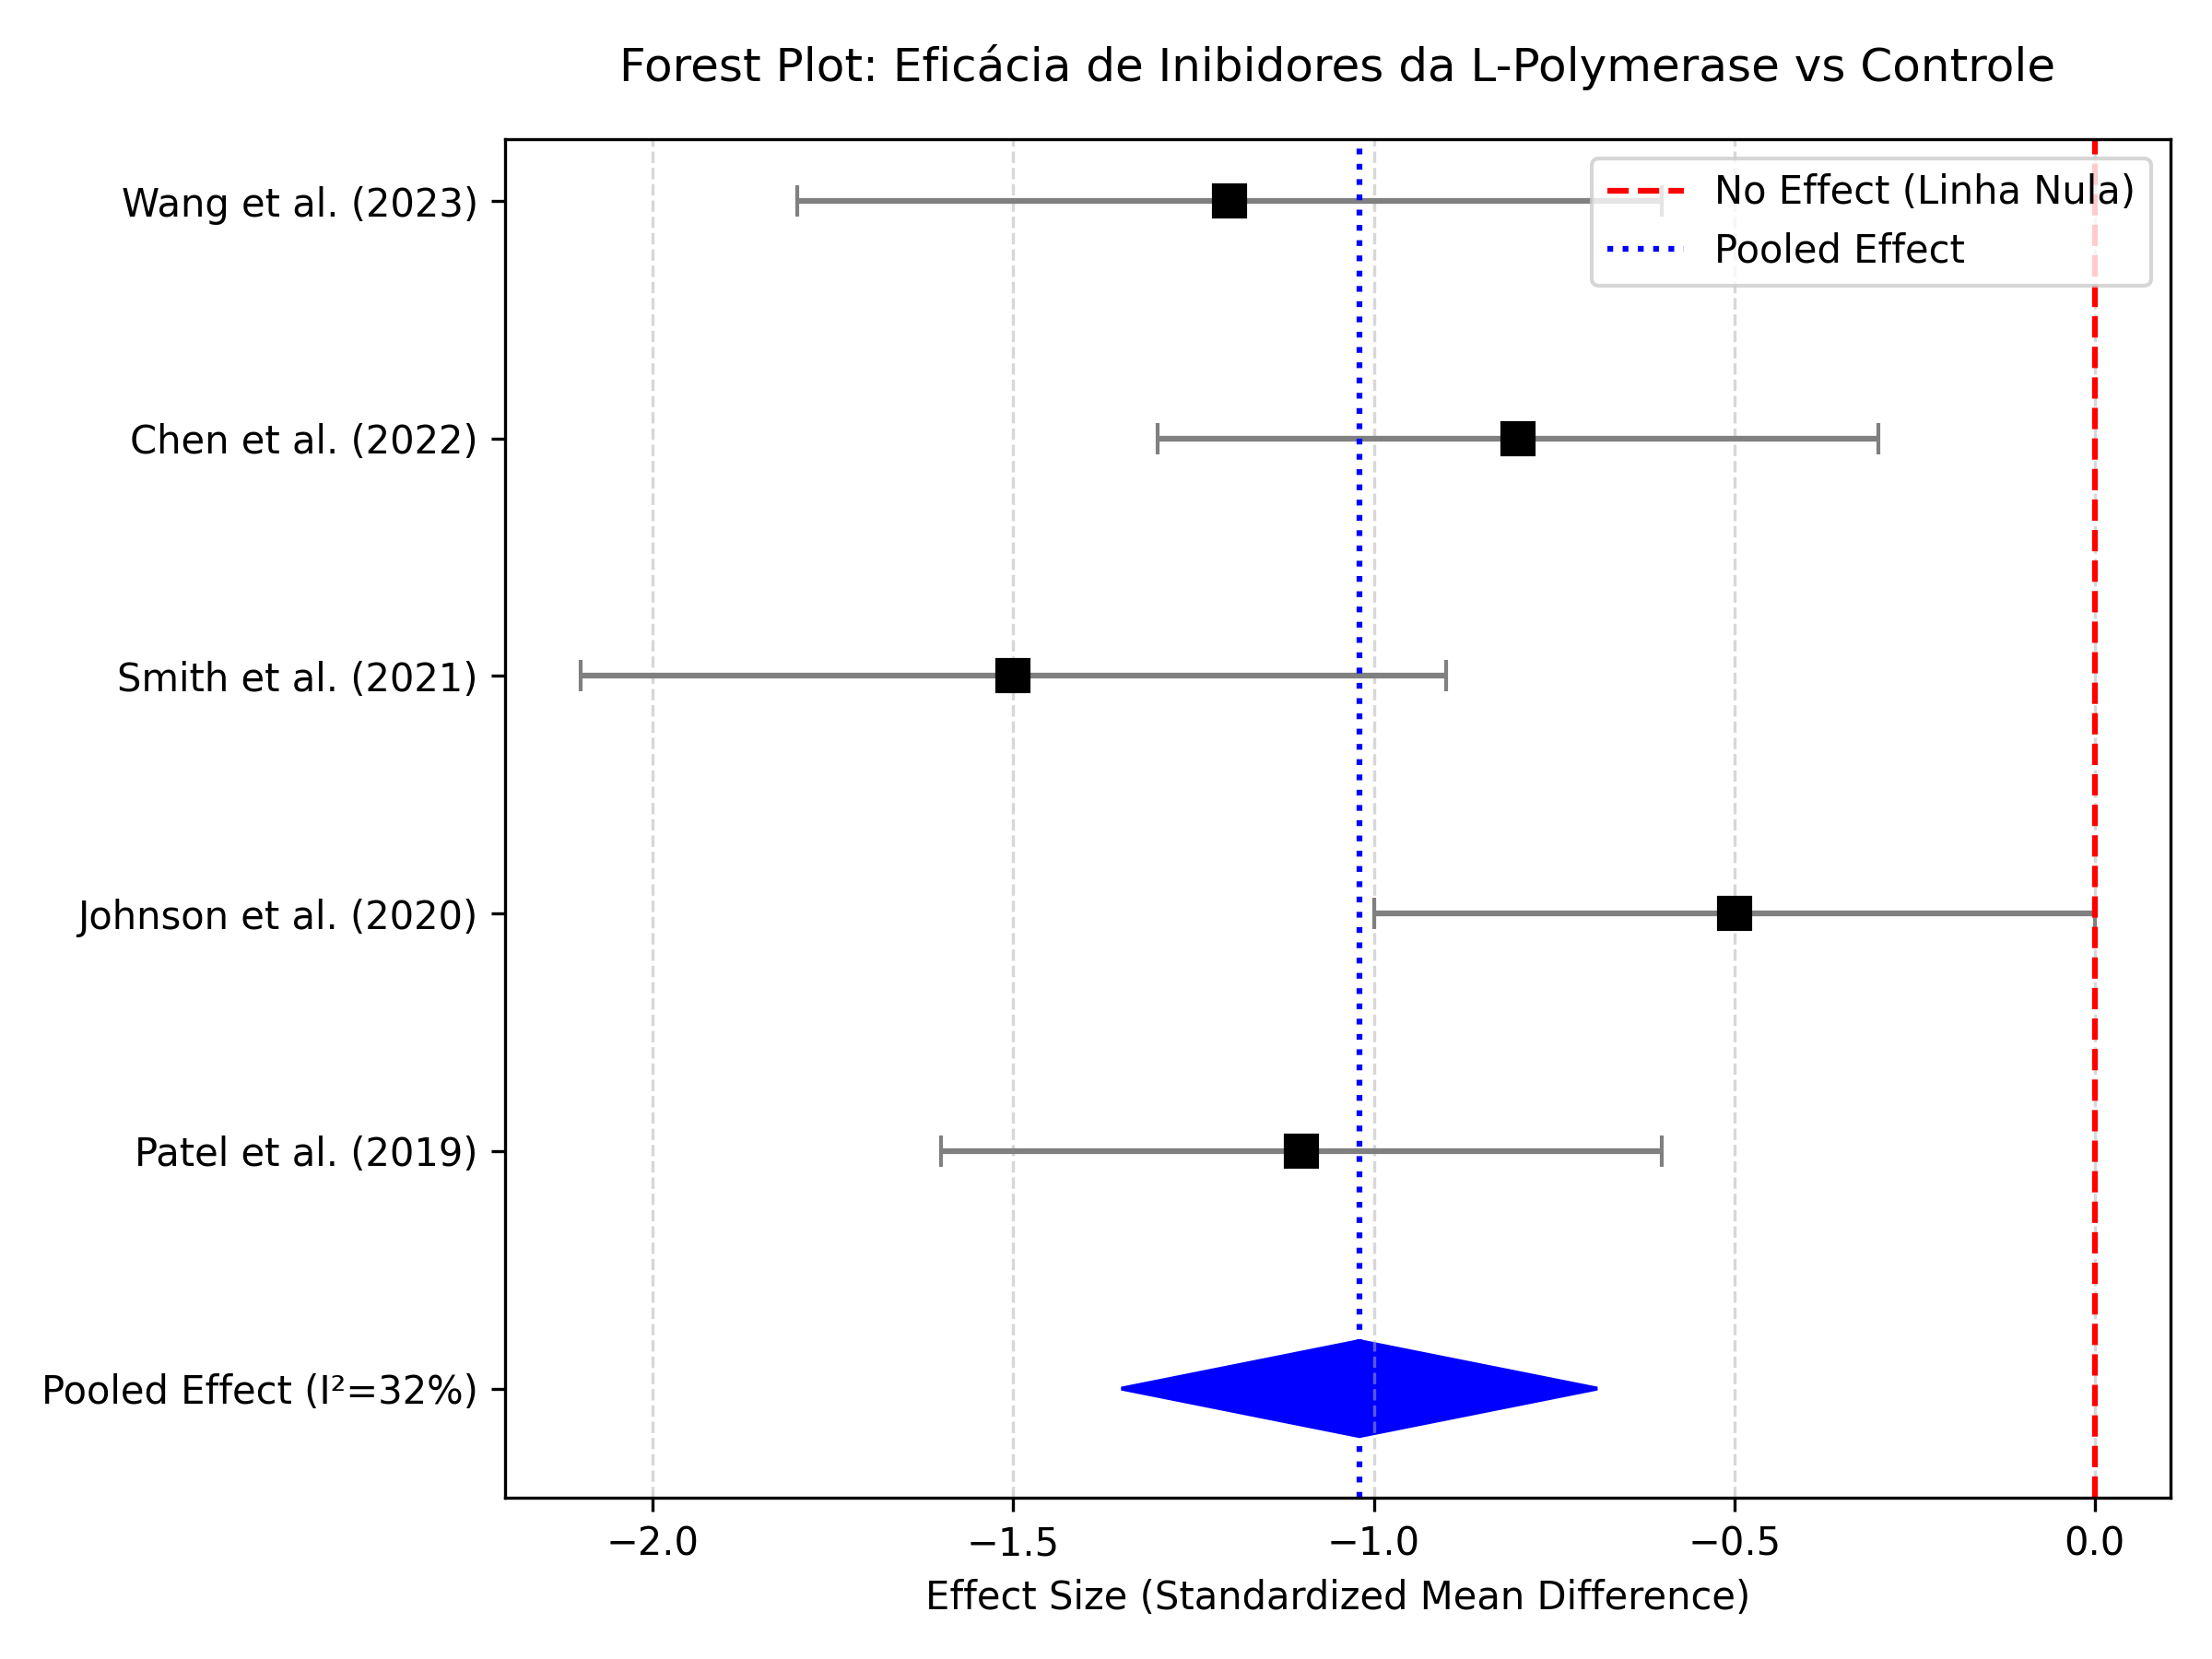 Forest Plot: Eficácia de Inibidores da L-Polymerase vs Controle
No Effect (Linha Nula)
Pooled Effect
Wang et al. (2023)
Chen et al. (2022)
Smith et al. (2021)
Johnson et al. (2020)
Patel et al. (2019)
Pooled Effect (I²=32%)
−2.0 −1.5 −1.0 −0.5 0.0
Effect Size (Standardized Mean Difference)